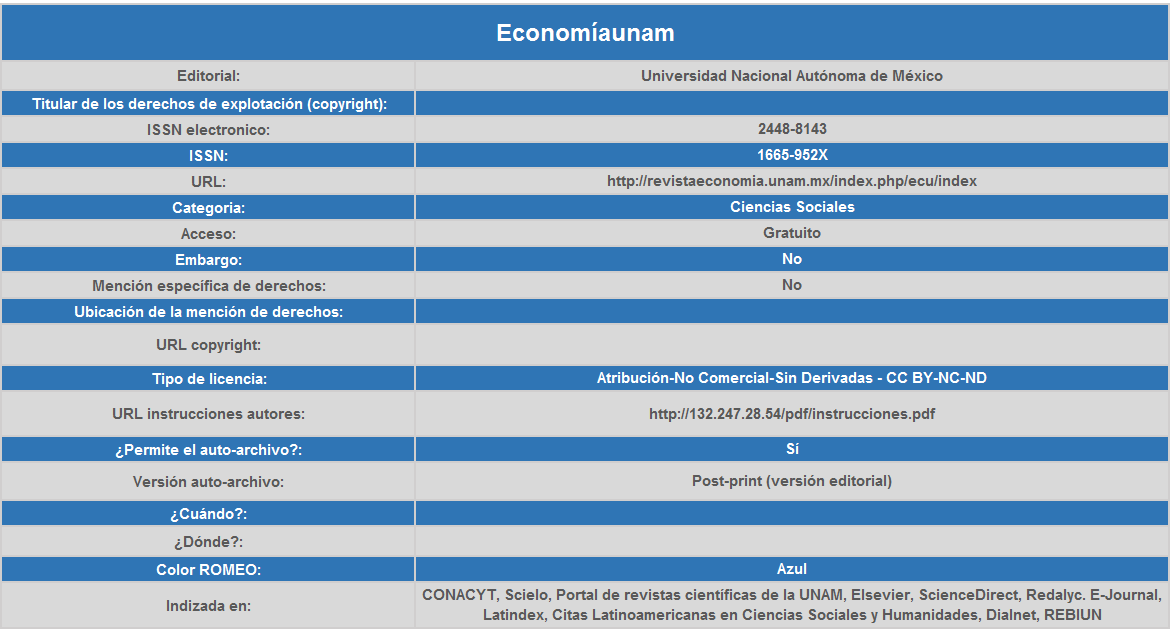 Economíaunam
Editorial: Universidad Nacional Autónoma de México
Titular de los derechos de explotación (copyright):
ISSN electronico: 2448-8143
ISSN: 1665-952X
URL: http://revistaeconomia.unam.mx/index.php/ecu/index
Categoria: Ciencias Sociales
Acceso: Gratuito
Embargo: No
Mención específica de derechos: No
Ubicación de la mención de derechos:
URL copyright:
Tipo de licencia: Atribución-No Comercial-Sin Derivadas - CC BY-NC-ND
URL instrucciones autores: http://132.247.28.54/pdf/instrucciones.pdf
¿Permite el auto-archivo?: Sí
Versión auto-archivo: Post-print (versión editorial)
¿Cuándo?:
¿Dónde?:
Color ROMEO: Azul
Indizada en: CONACYT, Scielo, Portal de revistas científicas de la UNAM, Elsevier, ScienceDirect, Redalyc. E-Journal,
Latindex, Citas Latinoamericanas en Ciencias Sociales y Humanidades, Dialnet, REBIUN